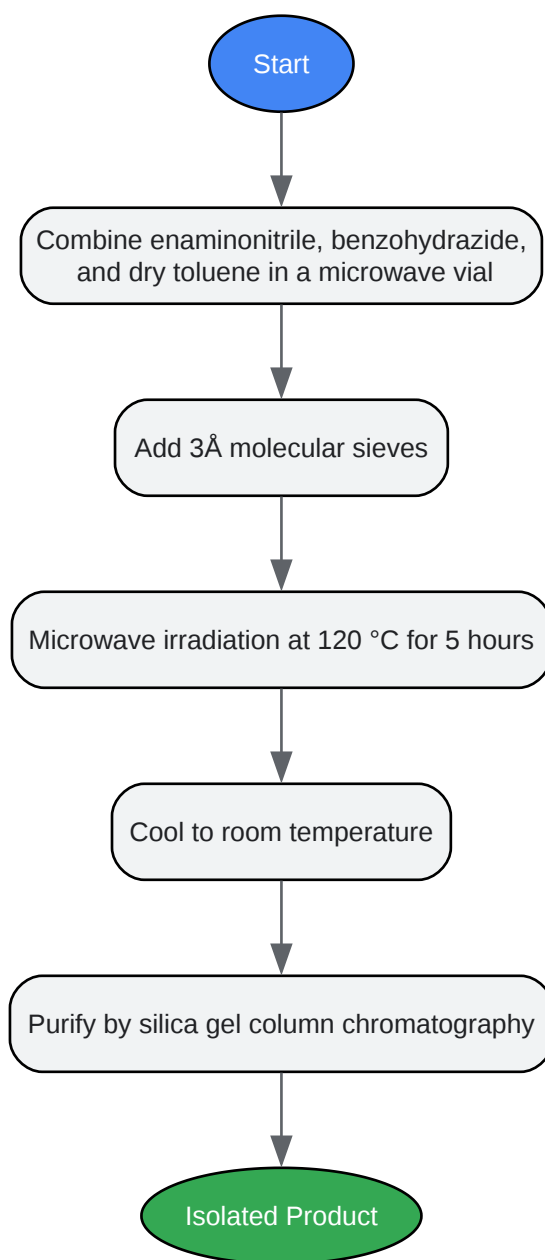 Start
Combine enaminonitrile, benzohydrazide,
and dry toluene in a microwave vial
Add 3Å molecular sieves
Microwave irradiation at 120 °C for 5 hours
Cool to room temperature
Purify by silica gel column chromatography
Isolated Product